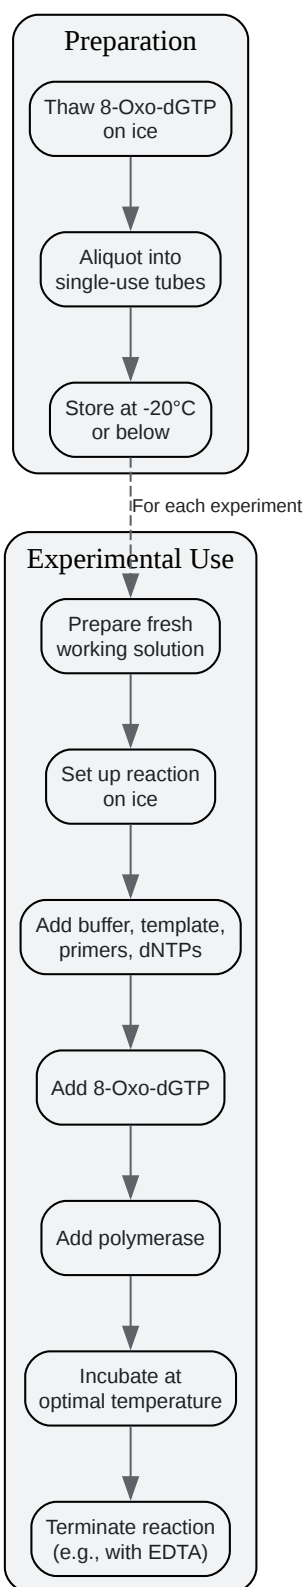 Preparation
Thaw 8-Oxo-dGTP
on ice
Aliquot into
single-use tubes
Store at -20°C
or below
For each experiment
Experimental Use
Prepare fresh
working solution
Set up reaction
on ice
Add buffer, template,
primers, dNTPs
Add 8-Oxo-dGTP
Add polymerase
Incubate at
optimal temperature
Terminate reaction
(e.g., with EDTA)